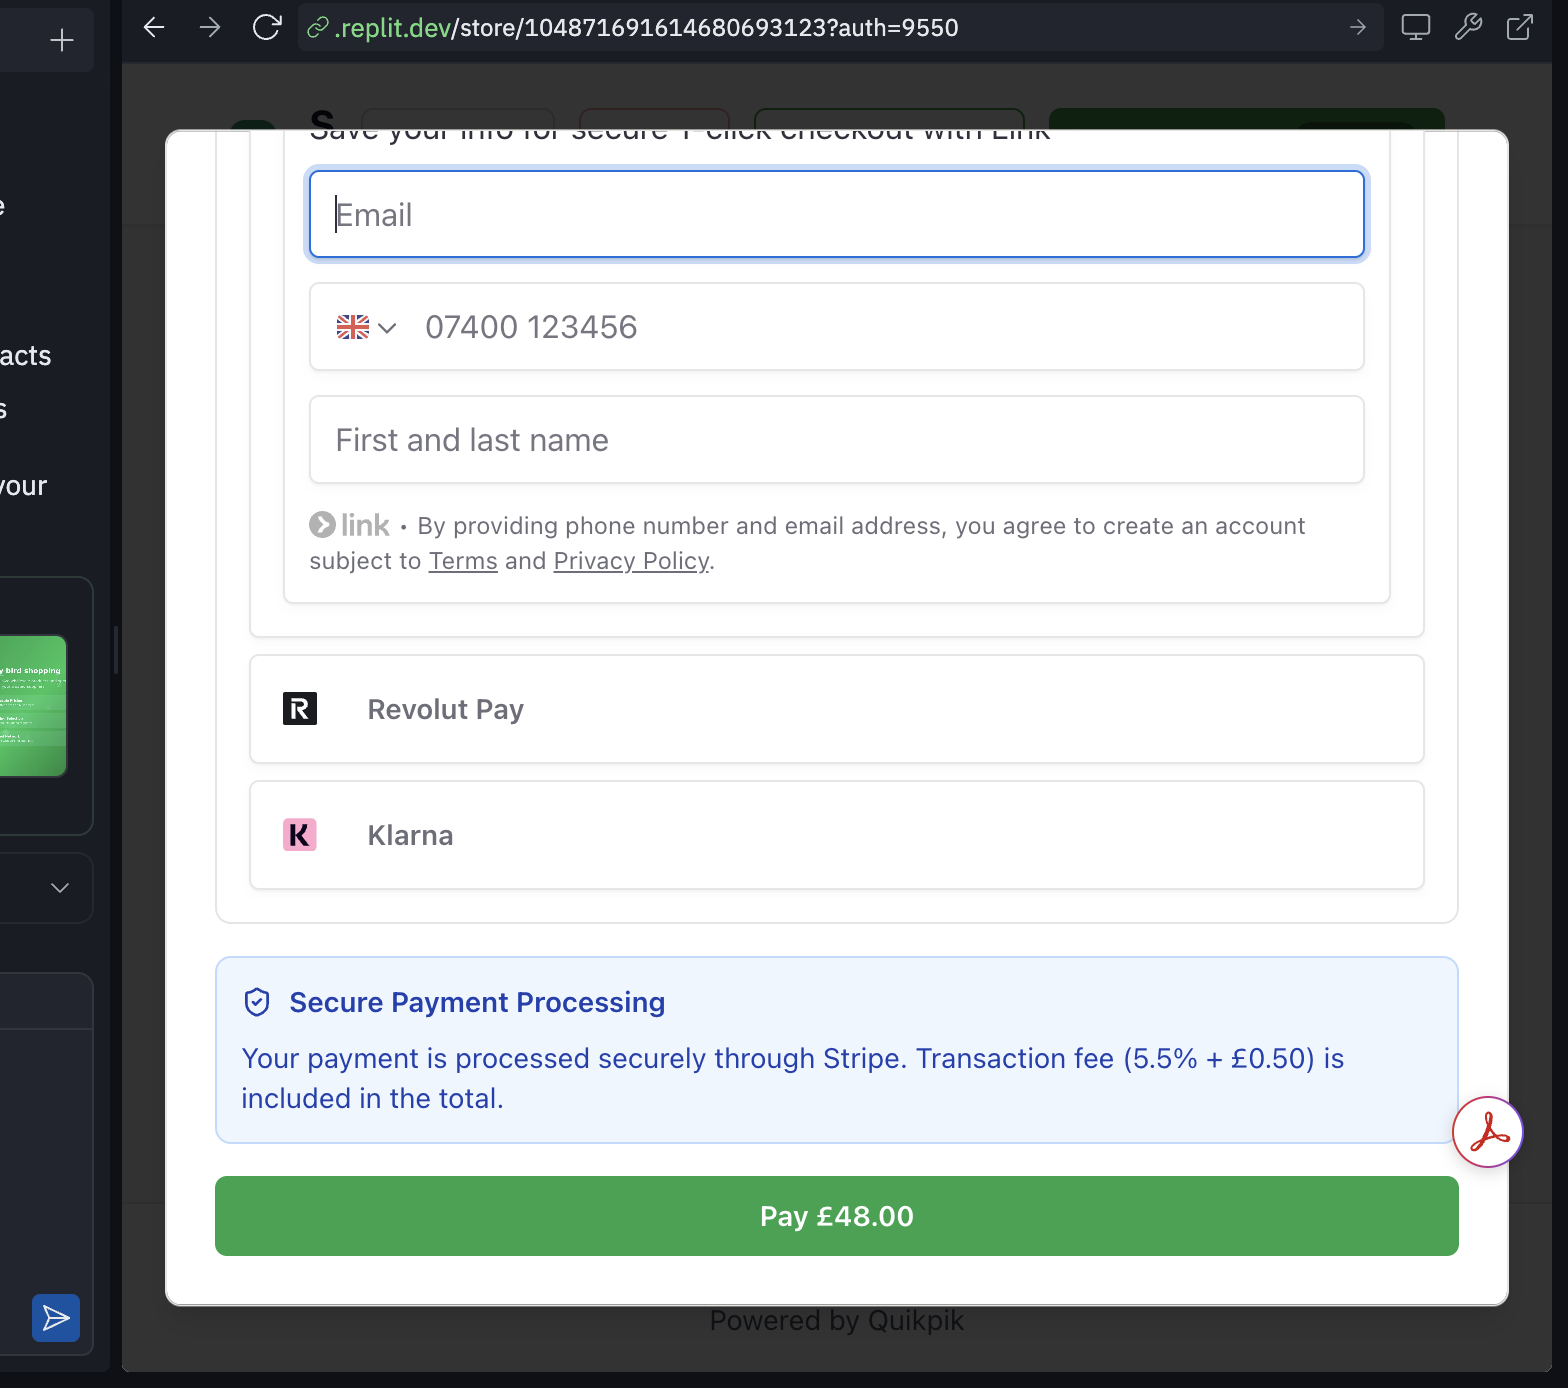 .replit.dev/store/104871691614680693123?auth=9550
S
Save your info for secure 1-click checkout with Link
Email
07400 123456
First and last name
link • By providing phone number and email address, you agree to create an account
subject to Terms and Privacy Policy.
R Revolut Pay
K Klarna
Secure Payment Processing
Your payment is processed securely through Stripe. Transaction fee (5.5% + £0.50) is
included in the total.
Pay £48.00
Powered by Quikpik
e
acts
s
your
y bird shopping